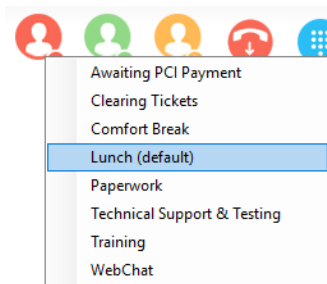 Awaiting PCI Payment
Clearing Tickets
Comfort Break
Lunch (default)
Paperwork
Technical Support & Testing
Training
WebChat